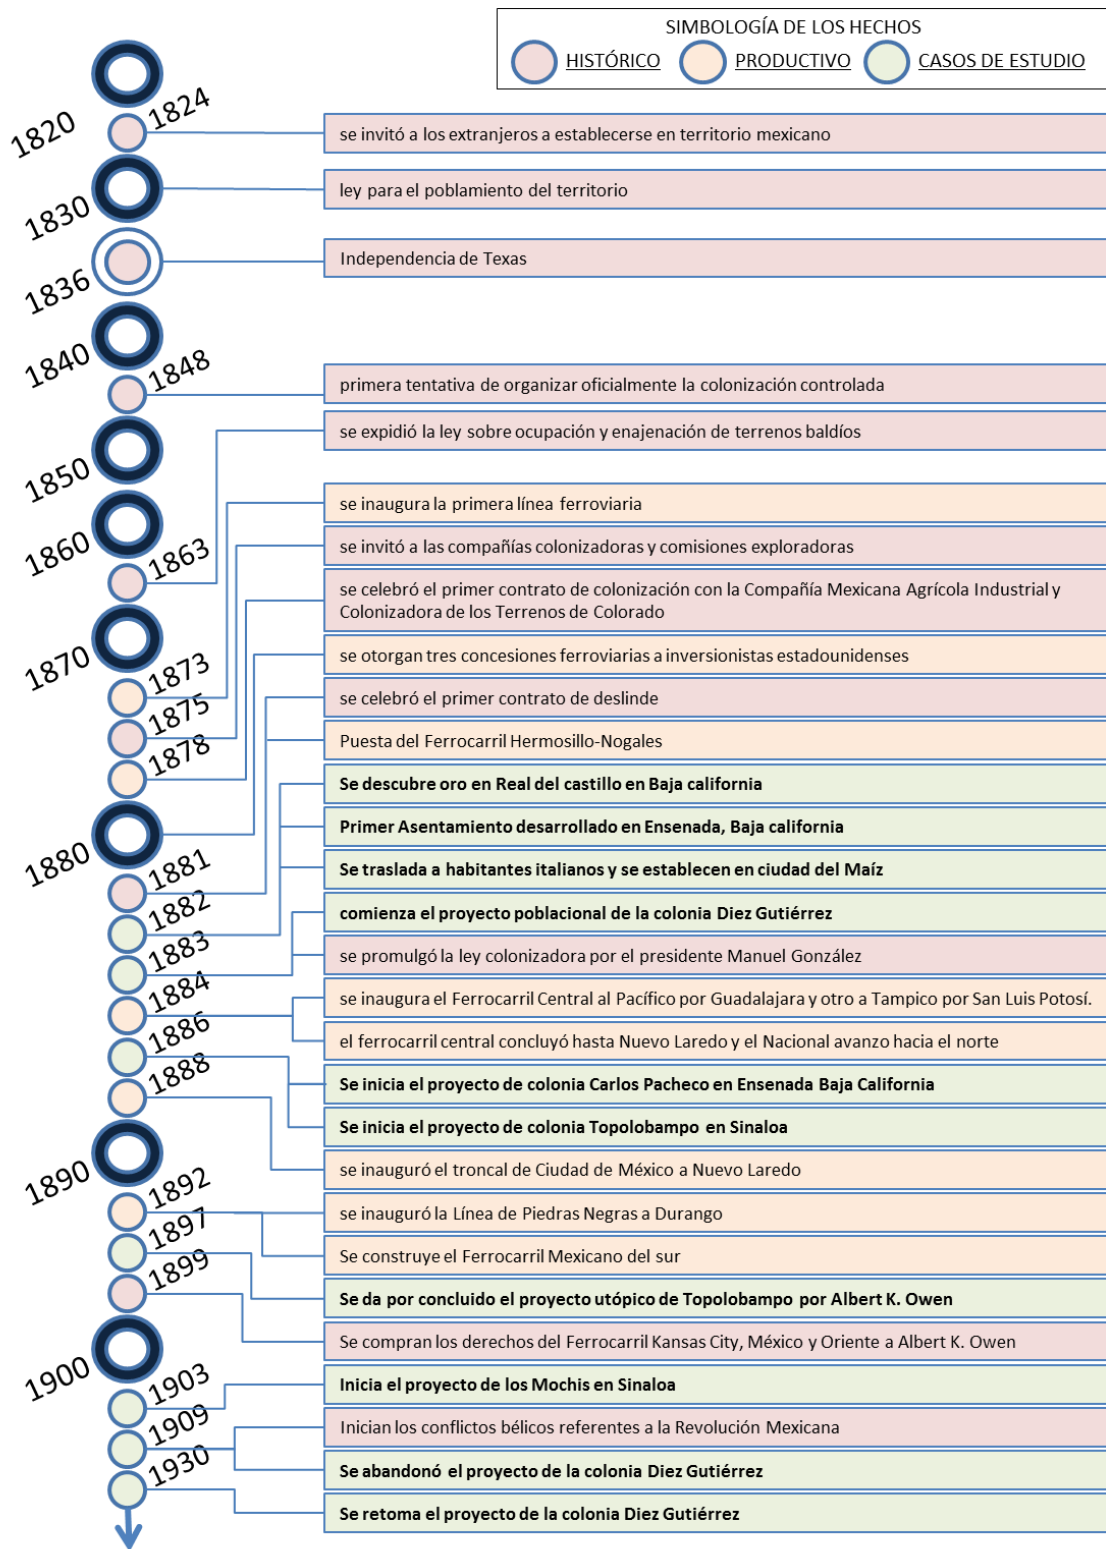 SIMBOLOGÍA DE LOS HECHOS
HISTÓRICO
PRODUCTIVO
CASOS DE ESTUDIO
1820
1824
se invitó a los extranjeros a establecerse en territorio mexicano
1830
ley para el poblamiento del territorio
1836
Independencia de Texas
1840
1848
primera tentativa de organizar oficialmente la colonización controlada
se expidió la ley sobre ocupación y enajenación de terrenos baldíos
1850
se inaugura la primera línea ferroviaria
1860
1863
se invitó a las compañías colonizadoras y comisiones exploradoras
se celebró el primer contrato de colonización con la Compañía Mexicana Agrícola Industrial y
Colonizadora de los Terrenos de Colorado
1870
1873
se otorgan tres concesiones ferroviarias a inversionistas estadounidenses
1875
se celebró el primer contrato de deslinde
1878
Puesta del Ferrocarril Hermosillo-Nogales
Se descubre oro en Real del castillo en Baja california
1880
Primer Asentamiento desarrollado en Ensenada, Baja california
1881
Se traslada a habitantes italianos y se establecen en ciudad del Maíz
1882
comienza el proyecto poblacional de la colonia Diez Gutiérrez
1883
se promulgó la ley colonizadora por el presidente Manuel González
1884
se inaugura el Ferrocarril Central al Pacífico por Guadalajara y otro a Tampico por San Luis Potosí.
1886
el ferrocarril central concluyó hasta Nuevo Laredo y el Nacional avanzo hacia el norte
1888
Se inicia el proyecto de colonia Carlos Pacheco en Ensenada Baja California
Se inicia el proyecto de colonia Topolobampo en Sinaloa
1890
se inauguró el troncal de Ciudad de México a Nuevo Laredo
1892
se inauguró la Línea de Piedras Negras a Durango
1897
Se construye el Ferrocarril Mexicano del sur
1899
Se da por concluido el proyecto utópico de Topolobampo por Albert K. Owen
Se compran los derechos del Ferrocarril Kansas City, México y Oriente a Albert K. Owen
1900
1903
Inicia el proyecto de los Mochis en Sinaloa
1909
Inician los conflictos bélicos referentes a la Revolución Mexicana
1930
Se abandonó el proyecto de la colonia Diez Gutiérrez
Se retoma el proyecto de la colonia Diez Gutiérrez